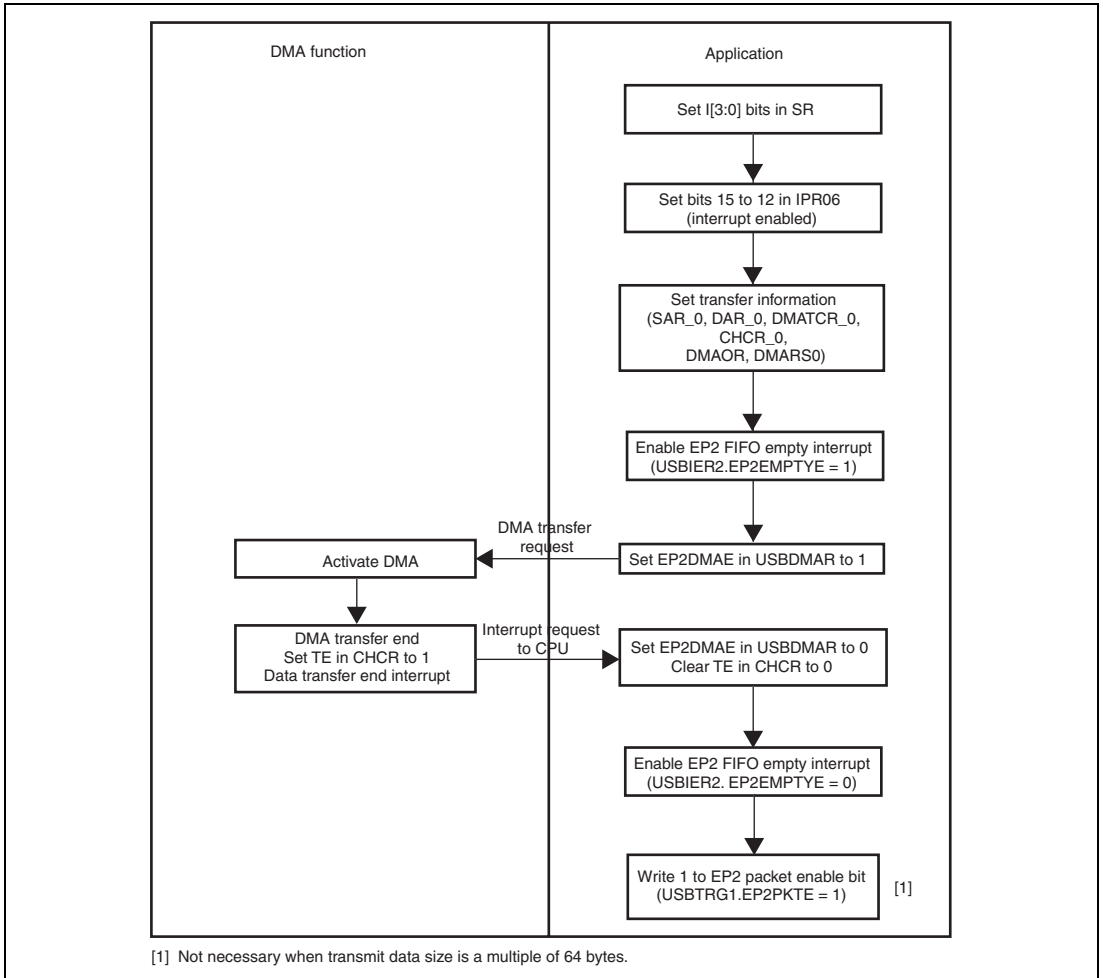 DMA function
Application
Set I[3:0] bits in SR
Set bits 15 to 12 in IPR06
(interrupt enabled)
Set transfer information
(SAR_0, DAR_0, DMATCR_0,
CHCR_0,
DMAOR, DMARS0)
Enable EP2 FIFO empty interrupt
(USBIER2.EP2EMPTYE = 1)
DMA transfer
request
Activate DMA
Set EP2DMAE in USBDMAR to 1
DMA transfer end
Set TE in CHCR to 1
Data transfer end interrupt
Interrupt request
to CPU
Set EP2DMAE in USBDMAR to 0
Clear TE in CHCR to 0
Enable EP2 FIFO empty interrupt
(USBIER2. EP2EMPTYE = 0)
Write 1 to EP2 packet enable bit
(USBTRG1.EP2PKTE = 1)
[1]
[1] Not necessary when transmit data size is a multiple of 64 bytes.